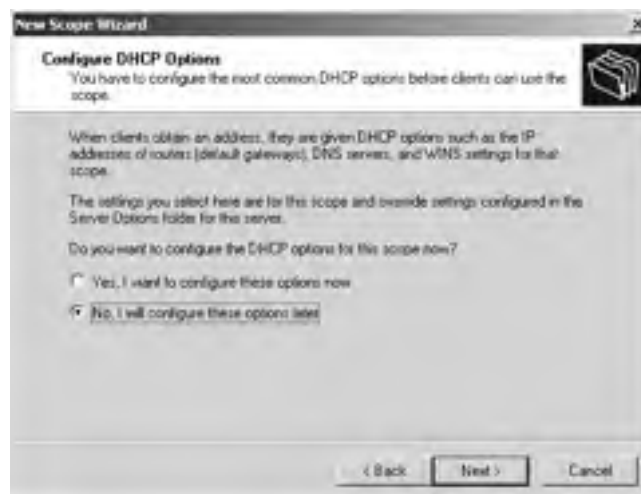 New Scope Wizard
Configure DHCP Options
You have to configure the most common DHCP options before clients can use the
scope.
When clients obtain an address, they are given DHCP options such as the IP
addresses of routers (default gateways), DNS servers, and WINS settings for that
scope.
The settings you select here are for this scope and override settings configured in the
Server Options folder for this server.
Do you want to configure the DHCP options for this scope now?
Yes, I want to configure these options now
No, I will configure these options later
< Back
Next >
Cancel